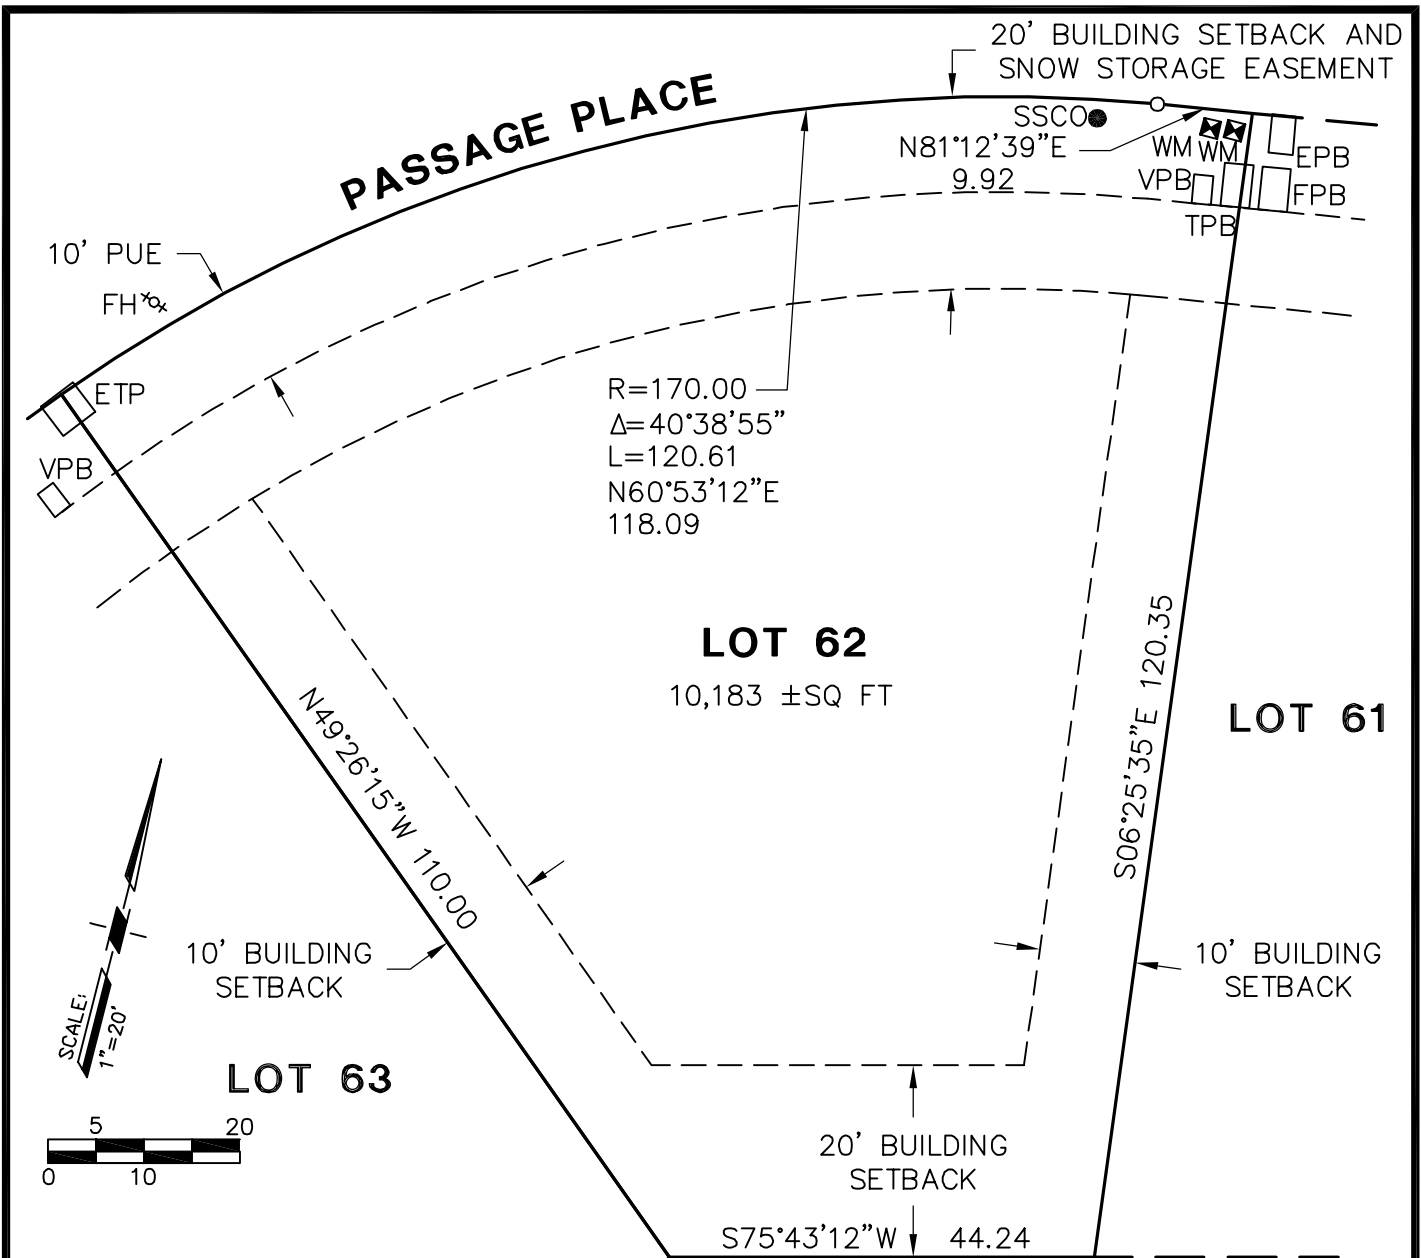 20' BUILDING SETBACK AND
SNOW STORAGE EASEMENT
PASSAGE PLACE
SSCO
N81°12'39"E
9.92
WM WM
EPB
VPB
FPB
TPB
10' PUE
FH
ETP
VPB
R=170.00
Δ=40°38'55"
L=120.61
N60°53'12"E
118.09
LOT 62
10,183 ±SQ FT
S06°25'35"E 120.35
LOT 61
N49°26'15"W 110.00
10' BUILDING
SETBACK
10' BUILDING
SETBACK
SCALE:
1"=20'
LOT 63
5 20
0 10
20' BUILDING
SETBACK
S75°43'12"W 44.24